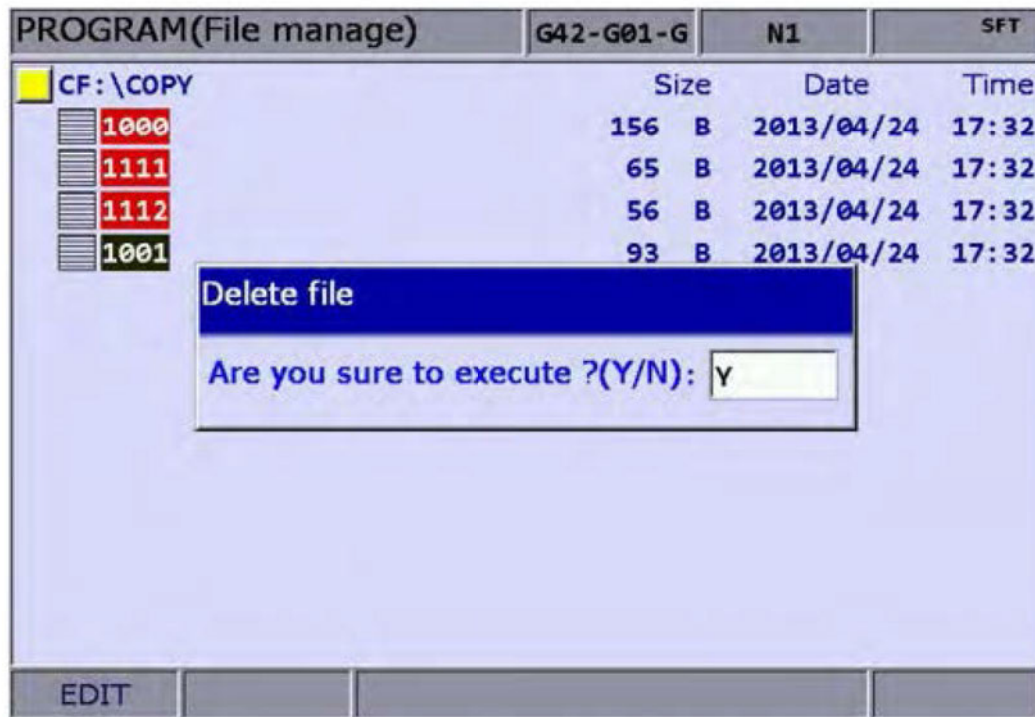 PROGRAM(File manage) G42-G01-G N1 SFT
CF:\COPY Size Date Time
1000 156 B 2013/04/24 17:32
1111 65 B 2013/04/24 17:32
1112 56 B 2013/04/24 17:32
1001 93 B 2013/04/24 17:32
Delete file
Are you sure to execute ?(Y/N): Y
EDIT